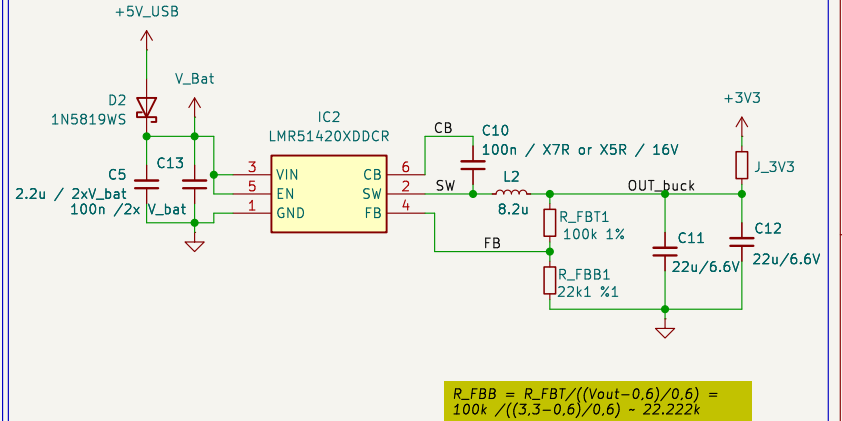 +5V_USB
V_Bat
D2
1N5819WS
IC2
LMR51420XDDCR
+3V3
CB
C10
100n / X7R or X5R / 16V
C5
C13
2.2u / 2xV_bat
100n /2x V_bat
3 VIN
5 EN
1 GND
CB 6
SW 2
FB 4
SW
L2
8.2u
OUT_buck
J_3V3
R_FBT1
100k 1%
C11
22u/6.6V
C12
22u/6.6V
FB
R_FBB1
22k1 %1
R_FBB = R_FBT/((Vout-0,6)/0,6) =
100k /((3,3-0,6)/0,6) ~ 22.222k